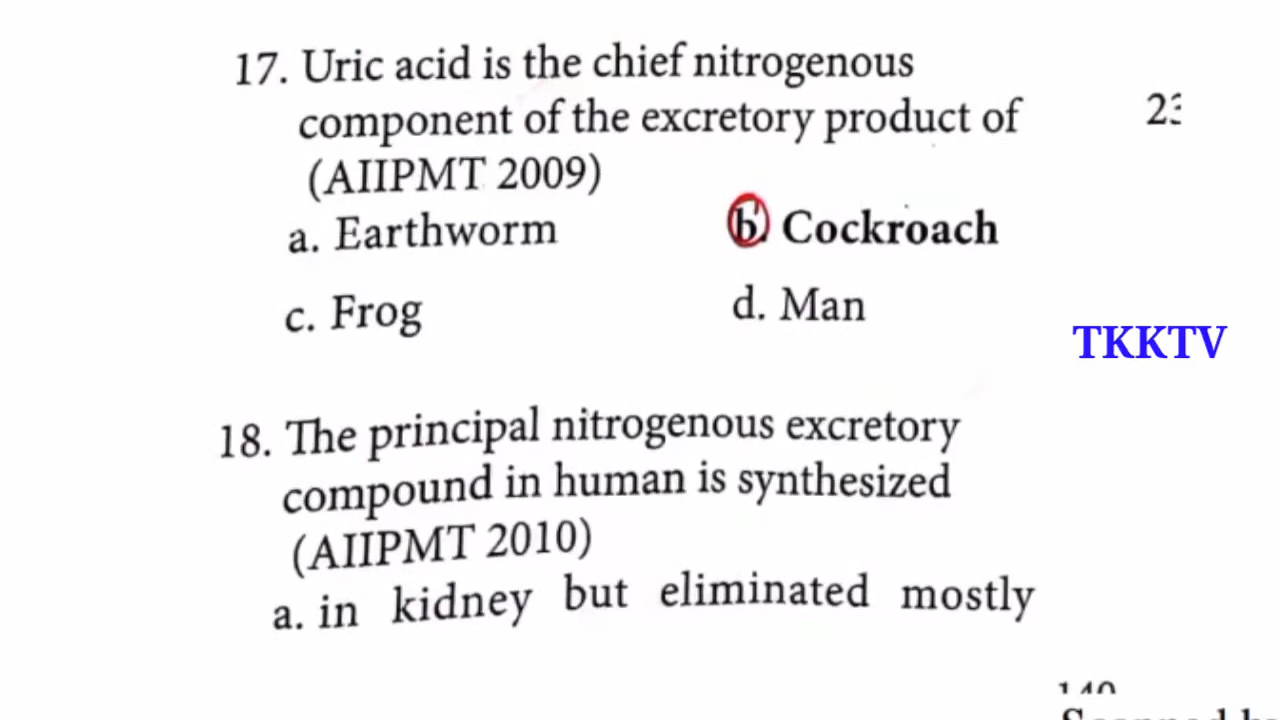 17. Uric acid is the chief nitrogenous
component of the excretory product of
(AIIPMT 2009)
a. Earthworm b. Cockroach
c. Frog d. Man
18. The principal nitrogenous excretory
compound in human is synthesized
(AIIPMT 2010)
a. in kidney but eliminated mostly
TKKTV